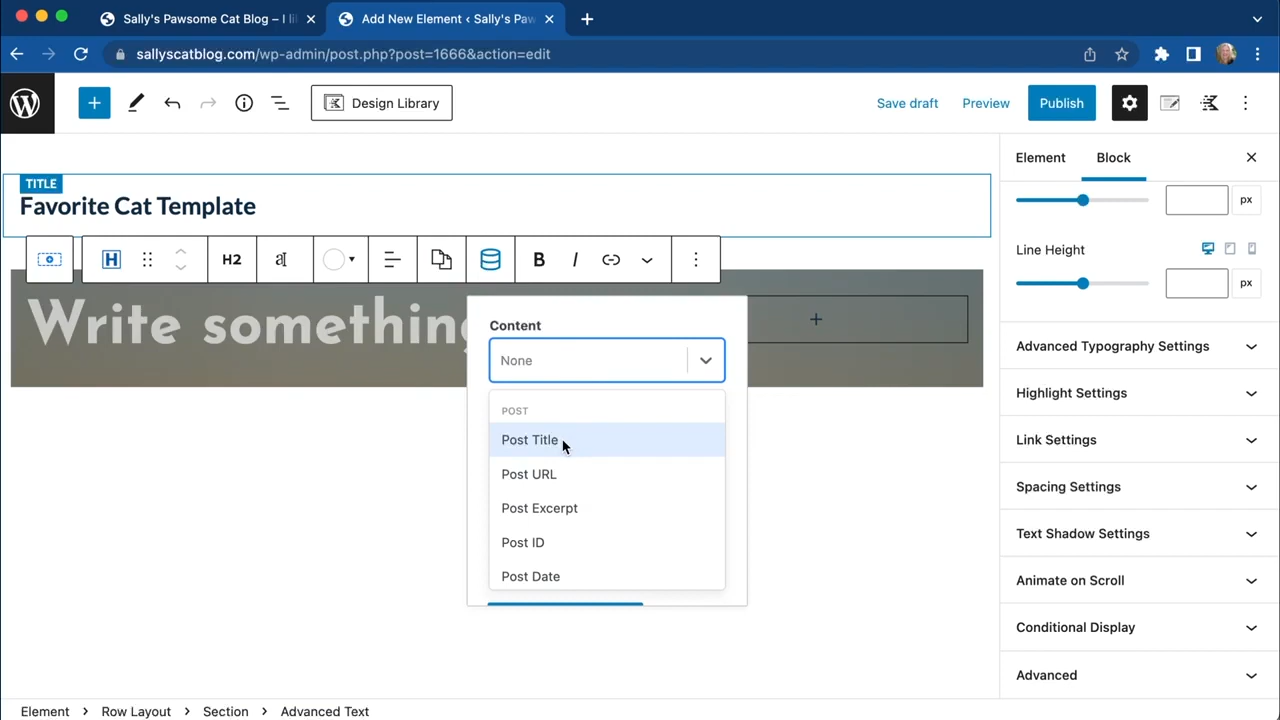 Sally's Pawsome Cat Blog – I li
Add New Element ‹ Sally's Paw
sallyscatblog.com/wp-admin/post.php?post=1666&action=edit
Design Library
Save draft
Preview
Publish
Element
Block
TITLE
Favorite Cat Template
px
H
H2
B
I
Line Height
px
Write something
Content
None
POST
Post Title
Post URL
Post Excerpt
Post ID
Post Date
Advanced Typography Settings
Highlight Settings
Link Settings
Spacing Settings
Text Shadow Settings
Animate on Scroll
Conditional Display
Advanced
Element
Row Layout
Section
Advanced Text